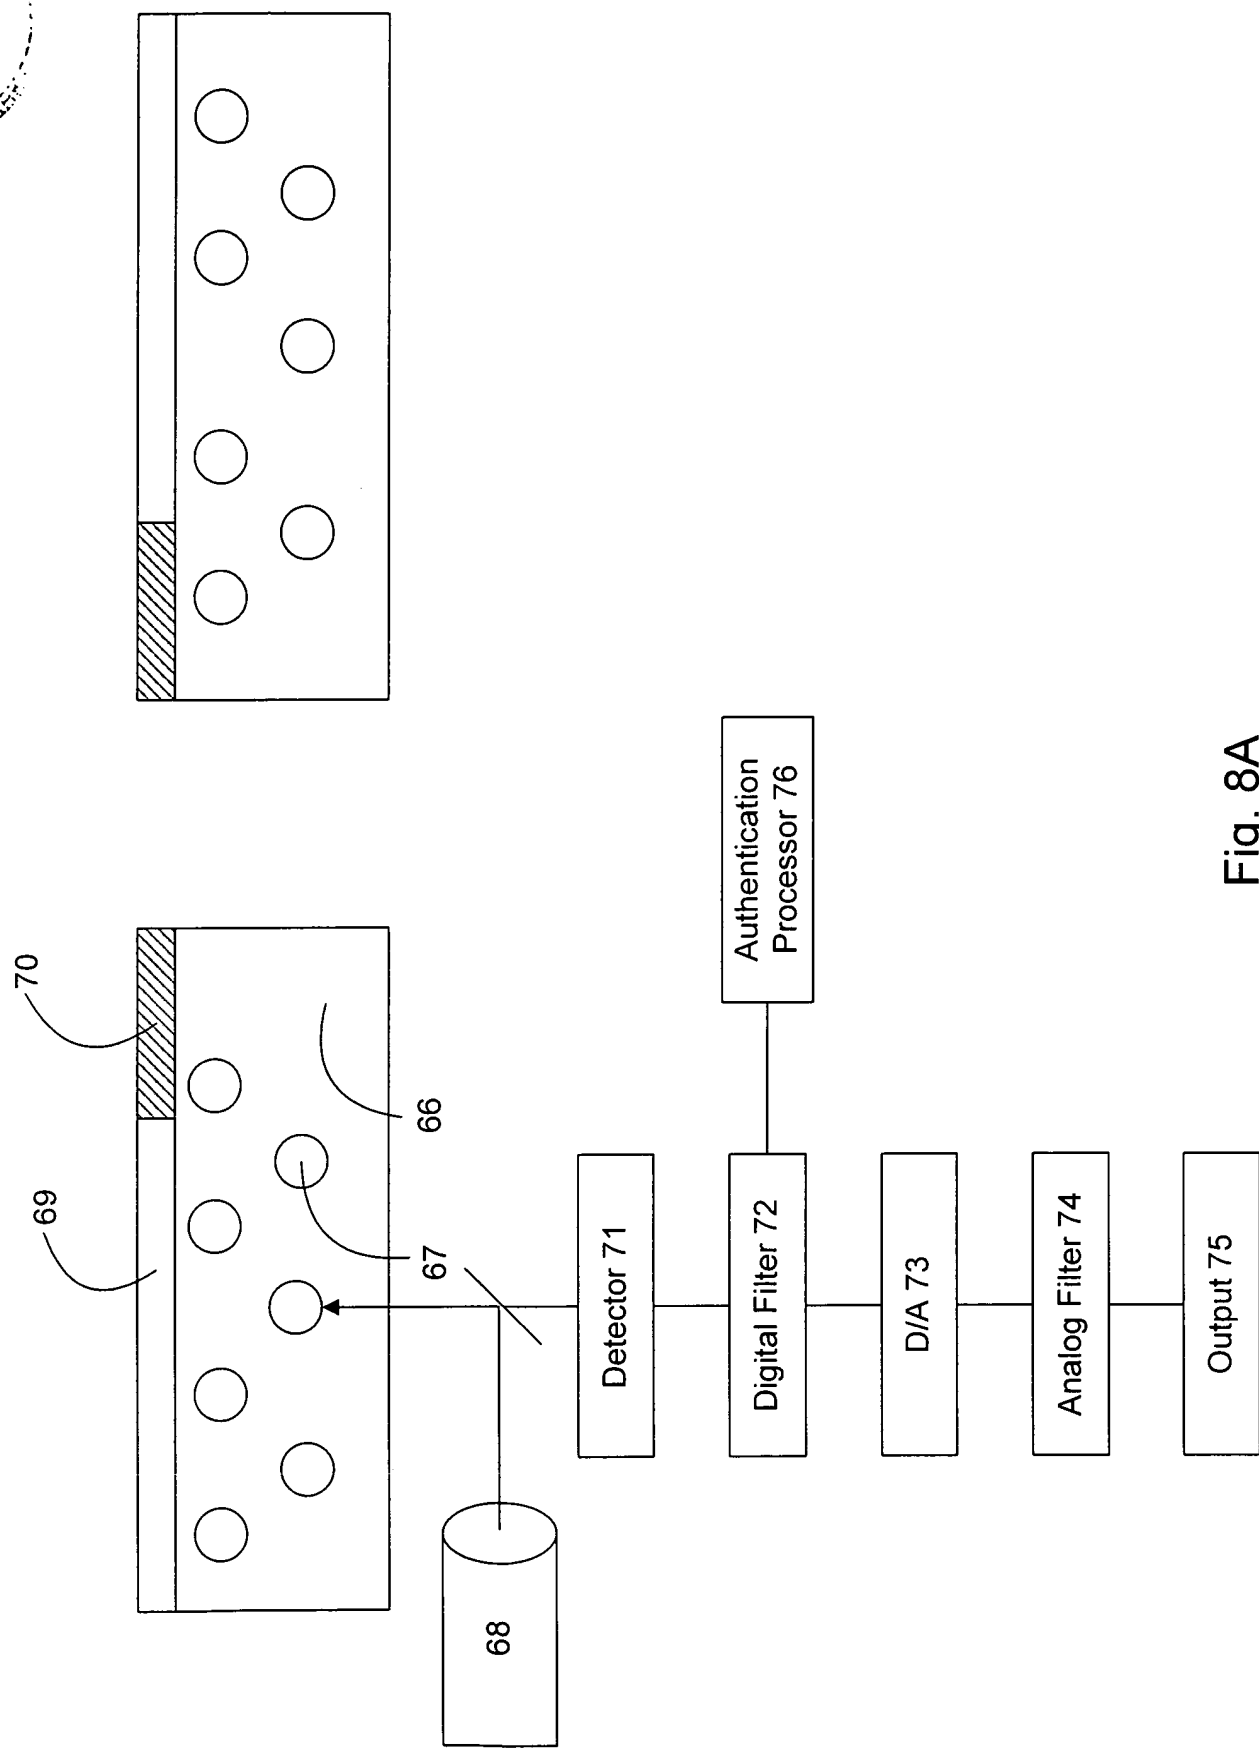 70
69
66
67
68
Detector 71
Digital Filter 72
Authentication
Processor 76
D/A 73
Analog Filter 74
Output 75
Fig. 8A